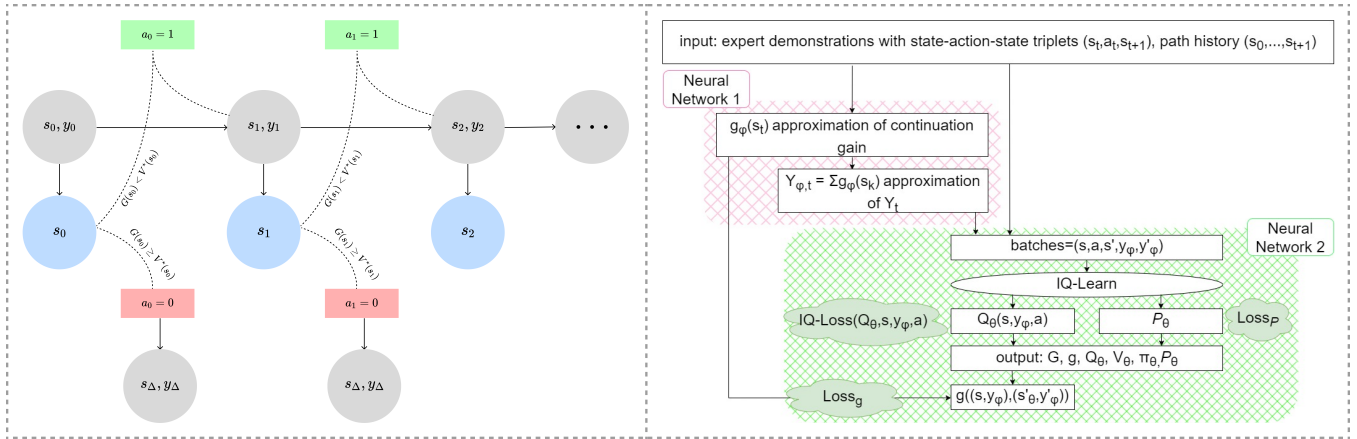 a₀ = 1
a₁ = 1
s₀, y₀
s₁, y₁
s₂, y₂
• • •
G(s₀) < V*(s₀)
G(s₁) < V*(s₁)
s₀
s₁
s₂
G(s₀) ≥ V*(s₀)
G(s₁) ≥ V*(s₁)
a₀ = 0
a₁ = 0
s_Δ, y_Δ
s_Δ, y_Δ
input: expert demonstrations with state-action-state triplets (s_t,a_t,s_{t+1}), path history (s₀,...,s_{t+1})
Neural
Network 1
g_φ(s_t) approximation of continuation
gain
Y_{φ,t} = Σg_φ(s_k) approximation
of Y_t
Neural
Network 2
batches=(s,a,s',y_φ,y'_φ)
IQ-Learn
IQ-Loss(Q_θ,s,y_φ,a)
Q_θ(s,y_φ,a)
P_θ
Loss_P
output: G, g, Q_θ, V_θ, π_θ,P_θ
Loss_g
g((s,y_φ),(s'_θ,y'_φ))